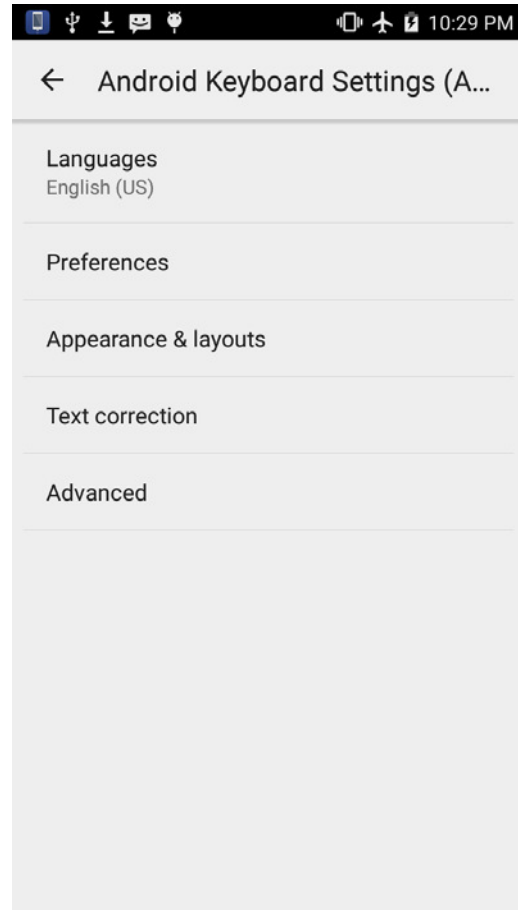 10:29 PM
Android Keyboard Settings (A...
Languages
English (US)
Preferences
Appearance & layouts
Text correction
Advanced